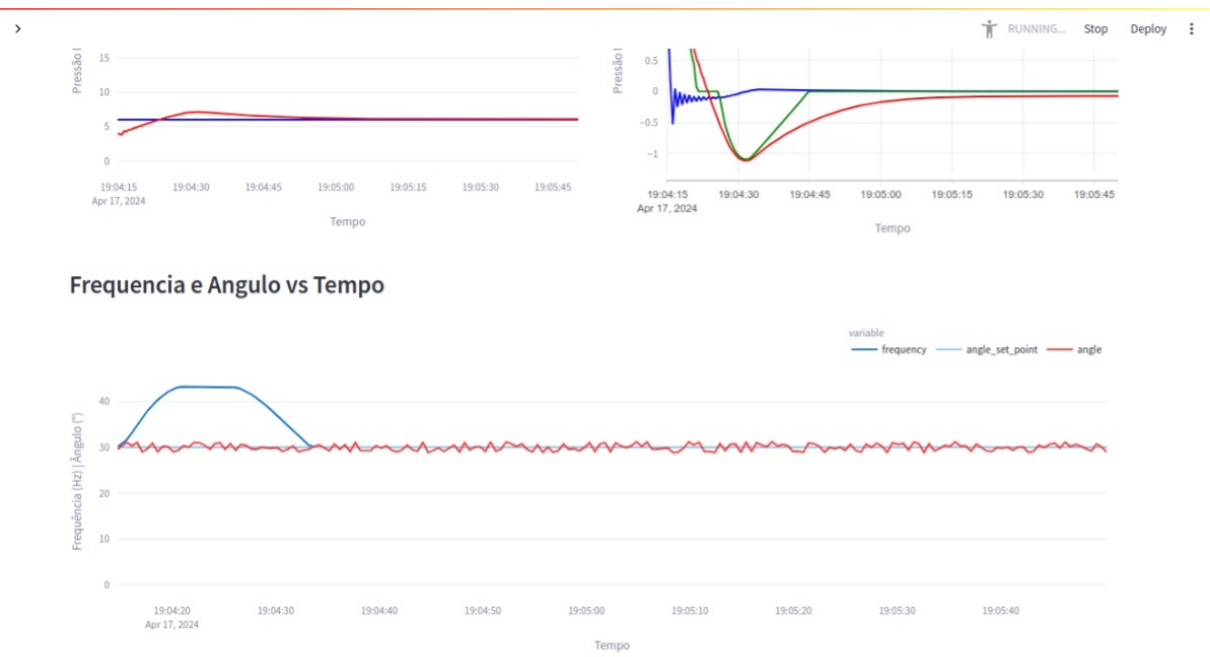 RUNNING... Stop Deploy
Pressão
15
10
5
0
19:04:15 19:04:30 19:04:45 19:05:00 19:05:15 19:05:30 19:05:45
Apr 17, 2024
Tempo
Pressão
0.5
0
−0.5
−1
19:04:15 19:04:30 19:04:45 19:05:00 19:05:15 19:05:30 19:05:45
Apr 17, 2024
Tempo
Frequencia e Angulo vs Tempo
variable
frequency angle_set_point angle
Frequência (Hz) | Ângulo (°)
40
30
20
10
0
19:04:20 19:04:30 19:04:40 19:04:50 19:05:00 19:05:10 19:05:20 19:05:30 19:05:40
Apr 17, 2024
Tempo